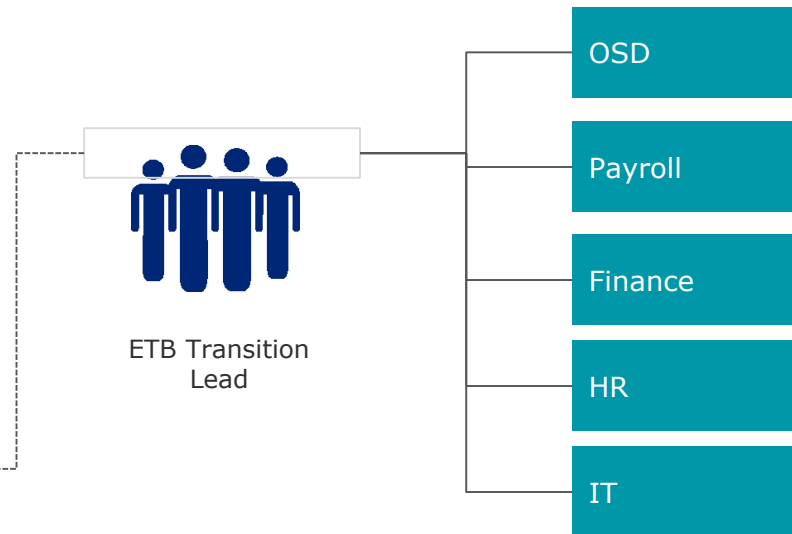 OSD
Payroll
Finance
ETB Transition
Lead
HR
IT